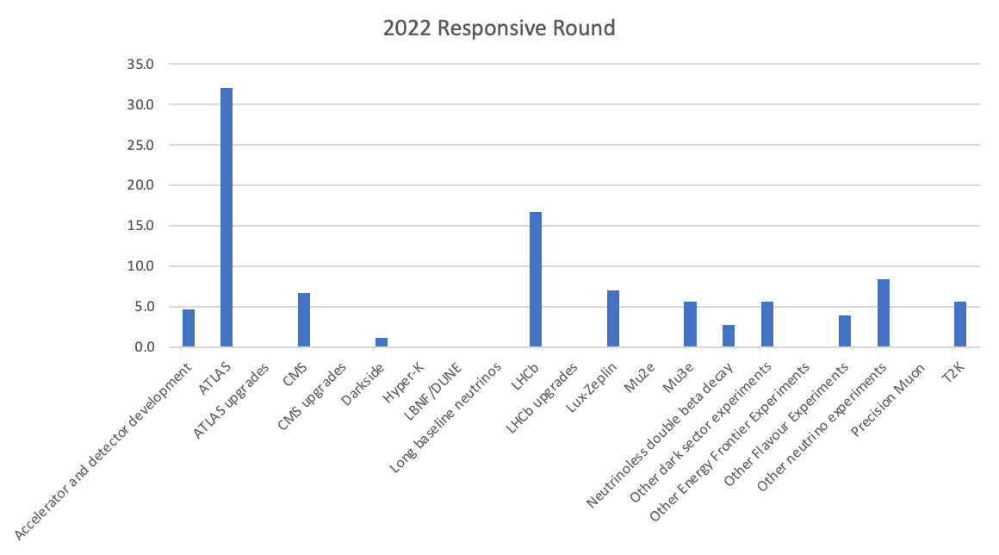 2022 Responsive Round
35.0
30.0
25.0
20.0
15.0
10.0
5.0
0.0
Accelerator and detector development
ATLAS
ATLAS upgrades
CMS
CMS upgrades
Darkside
Hyper-K
LBNF/DUNE
Long baseline neutrinos
LHCb
LHCb upgrades
Lux-Zeplin
Mu2e
Mu3e
Neutrinoless double beta decay
Other dark sector experiments
Other Energy Frontier Experiments
Other Flavour Experiments
Other neutrino experiments
Precision Muon
T2K